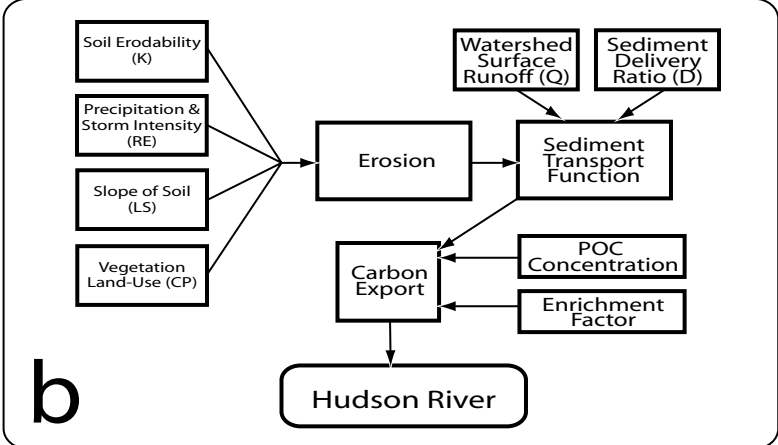 Soil Erodability
(K)
Precipitation &
Storm Intensity
(RE)
Slope of Soil
(LS)
Vegetation
Land-Use (CP)
Erosion
Watershed
Surface
Runoff (Q)
Sediment
Delivery
Ratio (D)
Sediment
Transport
Function
Carbon
Export
POC
Concentration
Enrichment
Factor
Hudson River
b